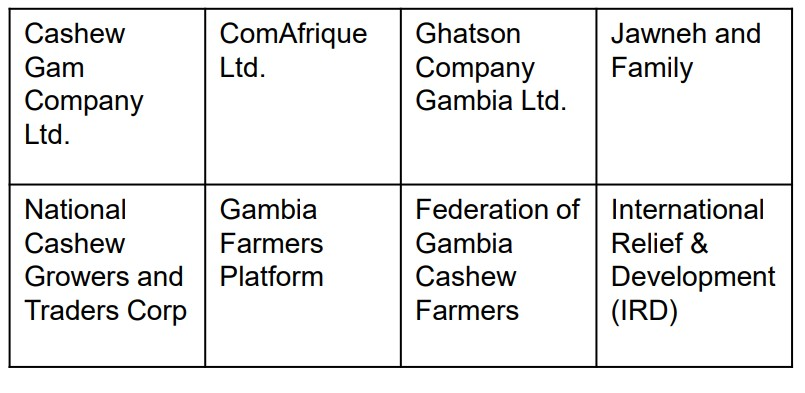 Cashew
Gam
Company
Ltd.
ComAfrique
Ltd.
Ghatson
Company
Gambia Ltd.
Jawneh and
Family
National
Cashew
Growers and
Traders Corp
Gambia
Farmers
Platform
Federation of
Gambia
Cashew
Farmers
International
Relief &
Development
(IRD)